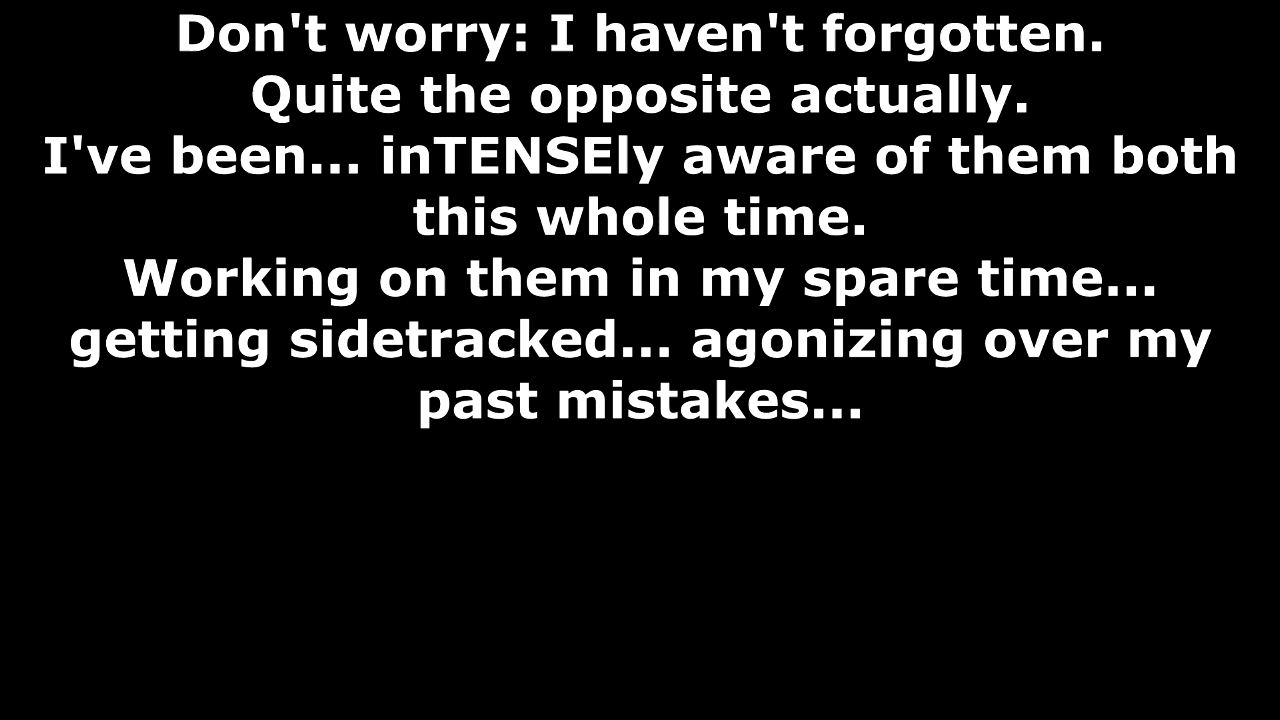 Don't worry: I haven't forgotten.
Quite the opposite actually.
I've been... inTENSEly aware of them both
this whole time.
Working on them in my spare time...
getting sidetracked... agonizing over my
past mistakes...